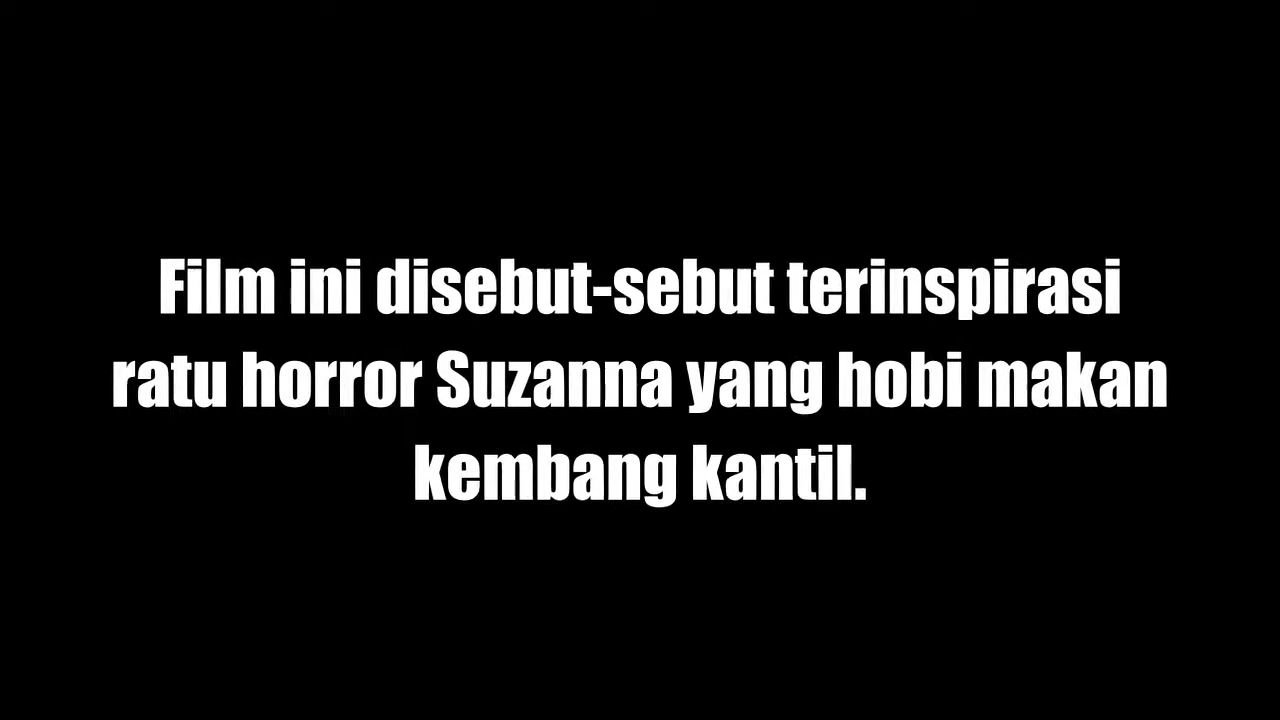 Film ini disebut-sebut terinspirasi
ratu horror Suzanna yang hobi makan
kembang kantil.